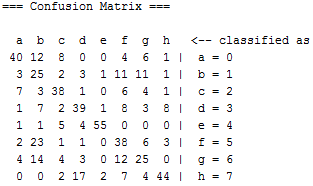 === Confusion Matrix ===
a b c d e f g h <-- classified as
40 12 8 0 0 4 6 1 | a = 0
3 25 2 3 1 11 11 1 | b = 1
7 3 38 1 0 6 4 1 | c = 2
1 7 2 39 1 8 3 8 | d = 3
1 1 5 4 55 0 0 0 | e = 4
2 23 1 1 0 38 6 3 | f = 5
4 14 4 3 0 12 25 0 | g = 6
0 0 2 17 2 7 4 44 | h = 7